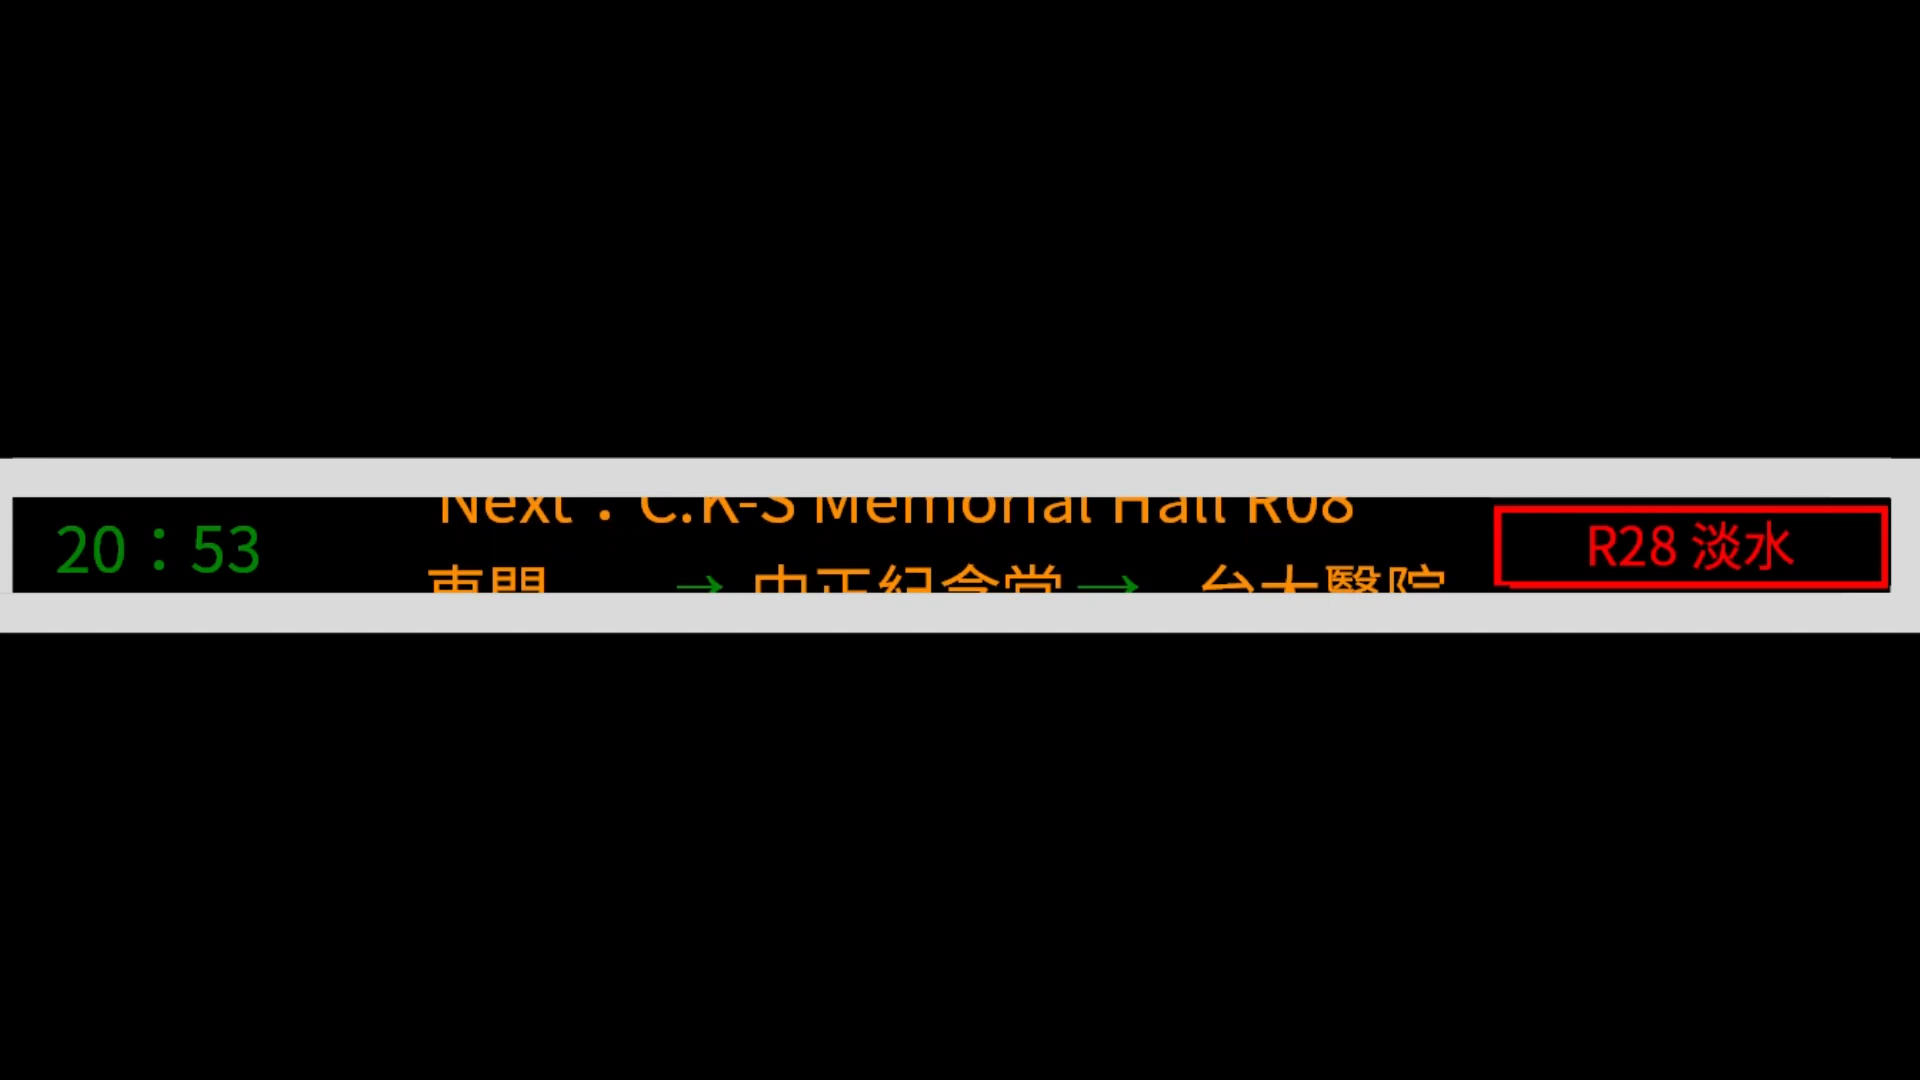 20：53
Next：C.K-S Memorial Hall R08
東門 → 中正紀念堂 → 台大醫院
R28 淡水